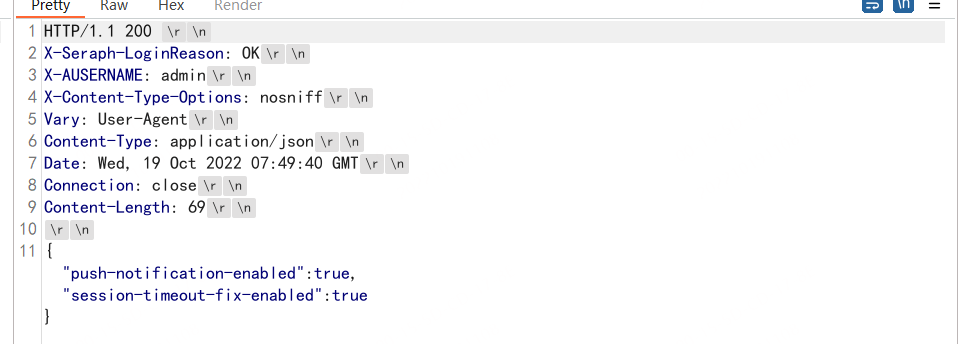 Pretty Raw Hex Render \n
1 HTTP/1.1 200 \r \n
2 X-Seraph-LoginReason: OK \r \n
3 X-AUSERNAME: admin \r \n
4 X-Content-Type-Options: nosniff \r \n
5 Vary: User-Agent \r \n
6 Content-Type: application/json \r \n
7 Date: Wed, 19 Oct 2022 07:49:40 GMT \r \n
8 Connection: close \r \n
9 Content-Length: 69 \r \n
10 \r \n
11 {
"push-notification-enabled":true,
"session-timeout-fix-enabled":true
}